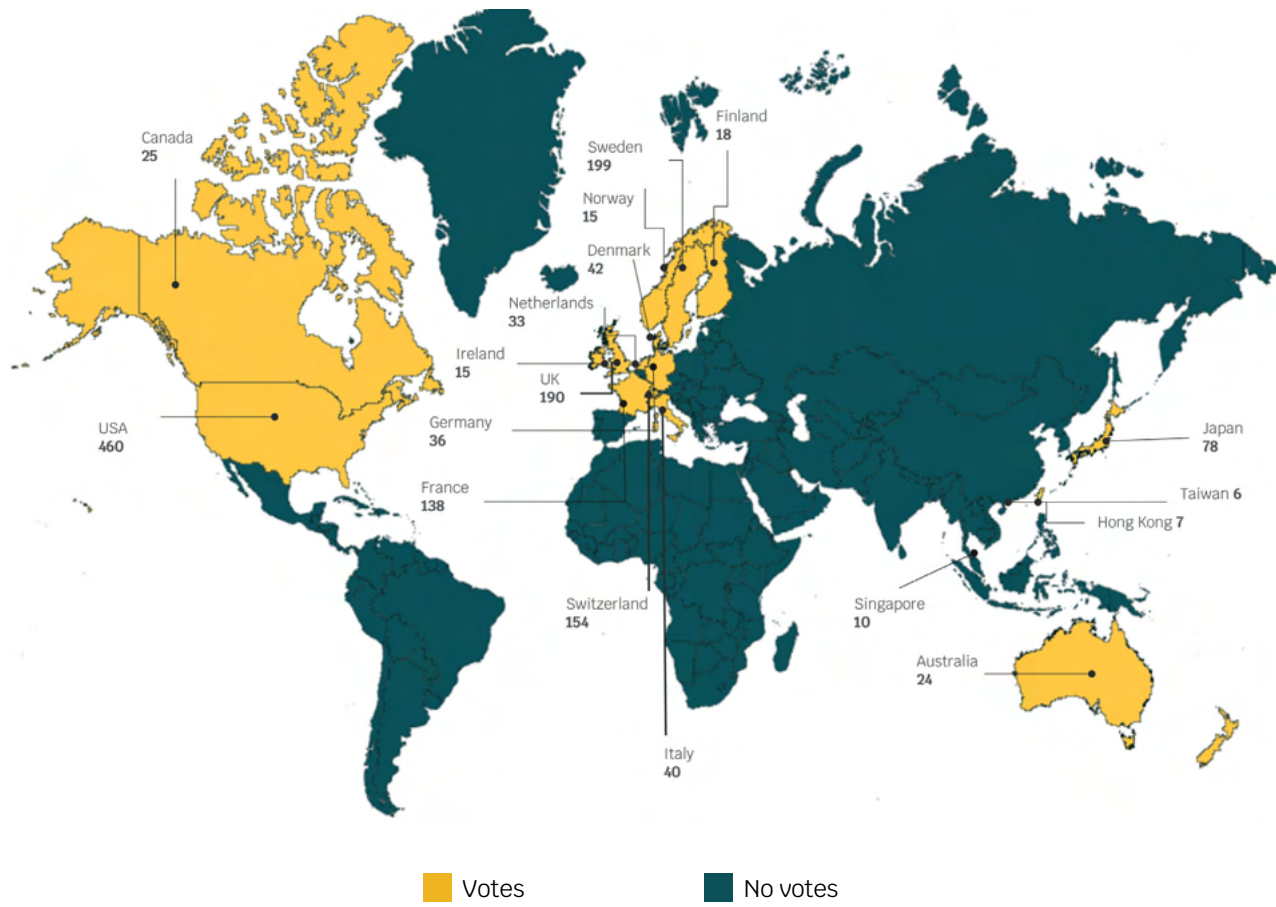 Finland
18
Canada
25
Sweden
199
Norway
15
Denmark
42
Netherlands
33
Ireland
15
UK
190
USA
460
Germany
36
Japan
78
France
138
Taiwan 6
Hong Kong 7
Switzerland
154
Singapore
10
Australia
24
Italy
40
Votes
No votes